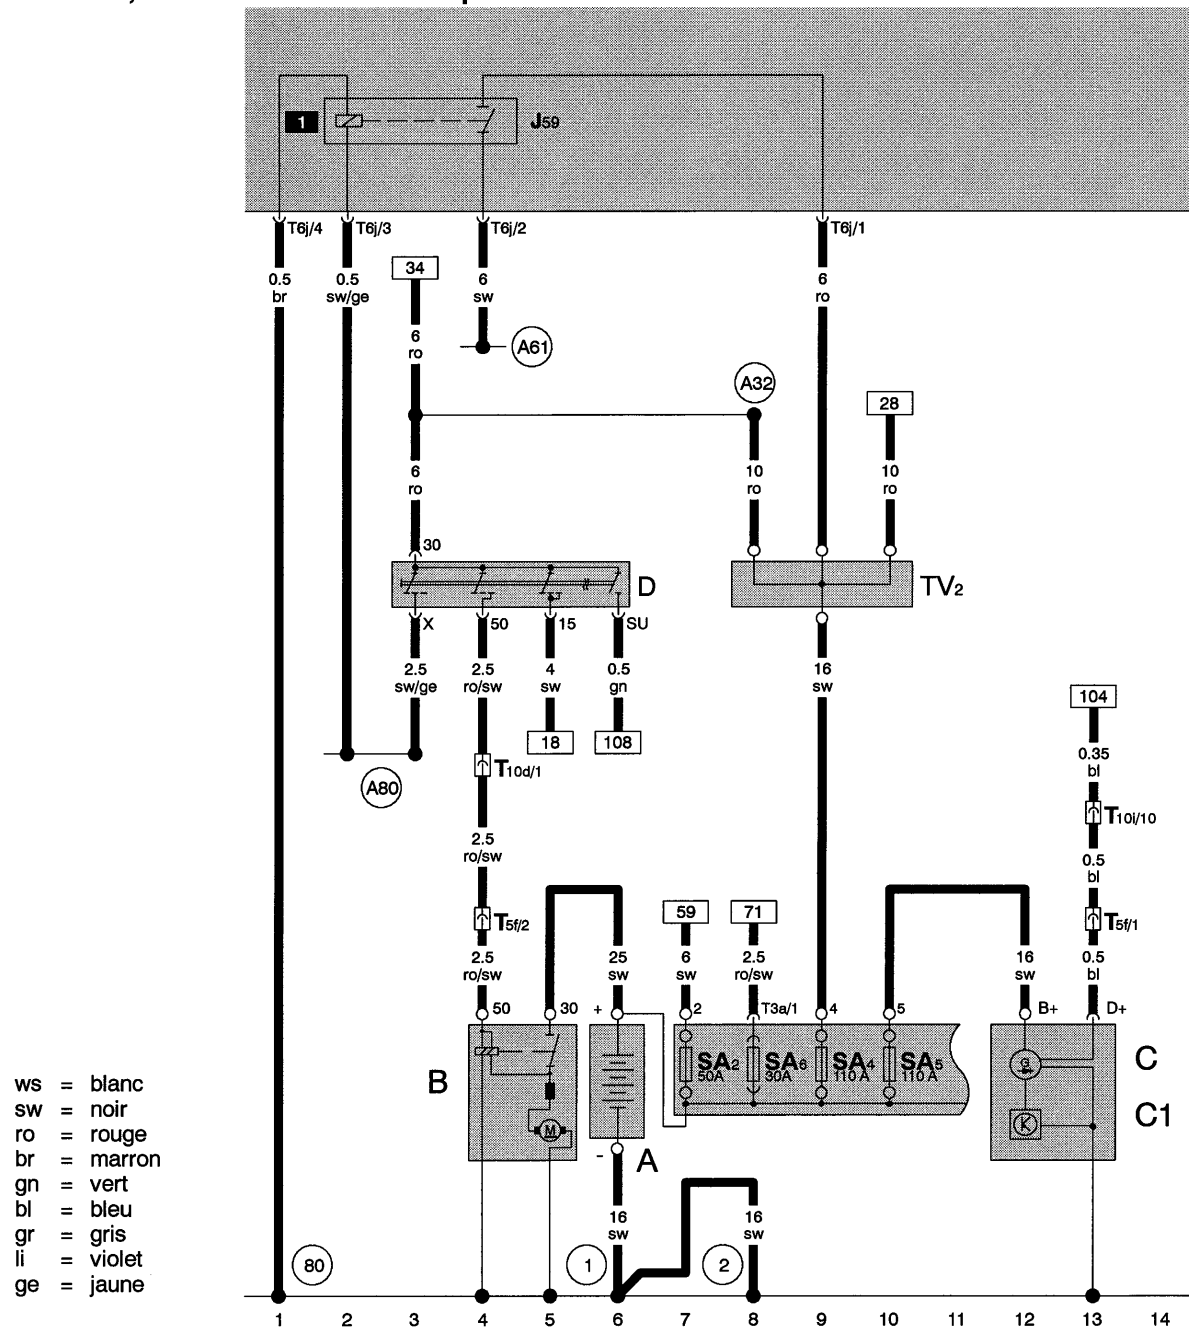 1 J59
T6j/4 T6j/3 T6j/2 T6j/1
0.5 0.5 34 6 6
br sw/ge sw ro
6
ro
A61
A32
28
6 10 10
ro ro ro
30
D TV2
X 50 15 SU
2.5 2.5 4 0.5 16
sw/ge ro/sw sw gn sw
104
18 108
0.35
bl
A80 T10d/1
T10i/10
2.5
ro/sw
0.5
bl
59 71
T5f/2 T5f/1
2.5 25 6 2.5 16 0.5
ro/sw sw sw ro/sw sw bl
50 30 + 2 T3a/1 4 5 B+ D+
SA2 SA6 SA4 SA5
50A 30A 110 A 110 A
G C
B
K C1
M
- A
ws = blanc
sw = noir
ro = rouge
br = marron
gn = vert
bl = bleu
gr = gris
li = violet
ge = jaune
16 16
sw sw
80 1 2
1 2 3 4 5 6 7 8 9 10 11 12 13 14